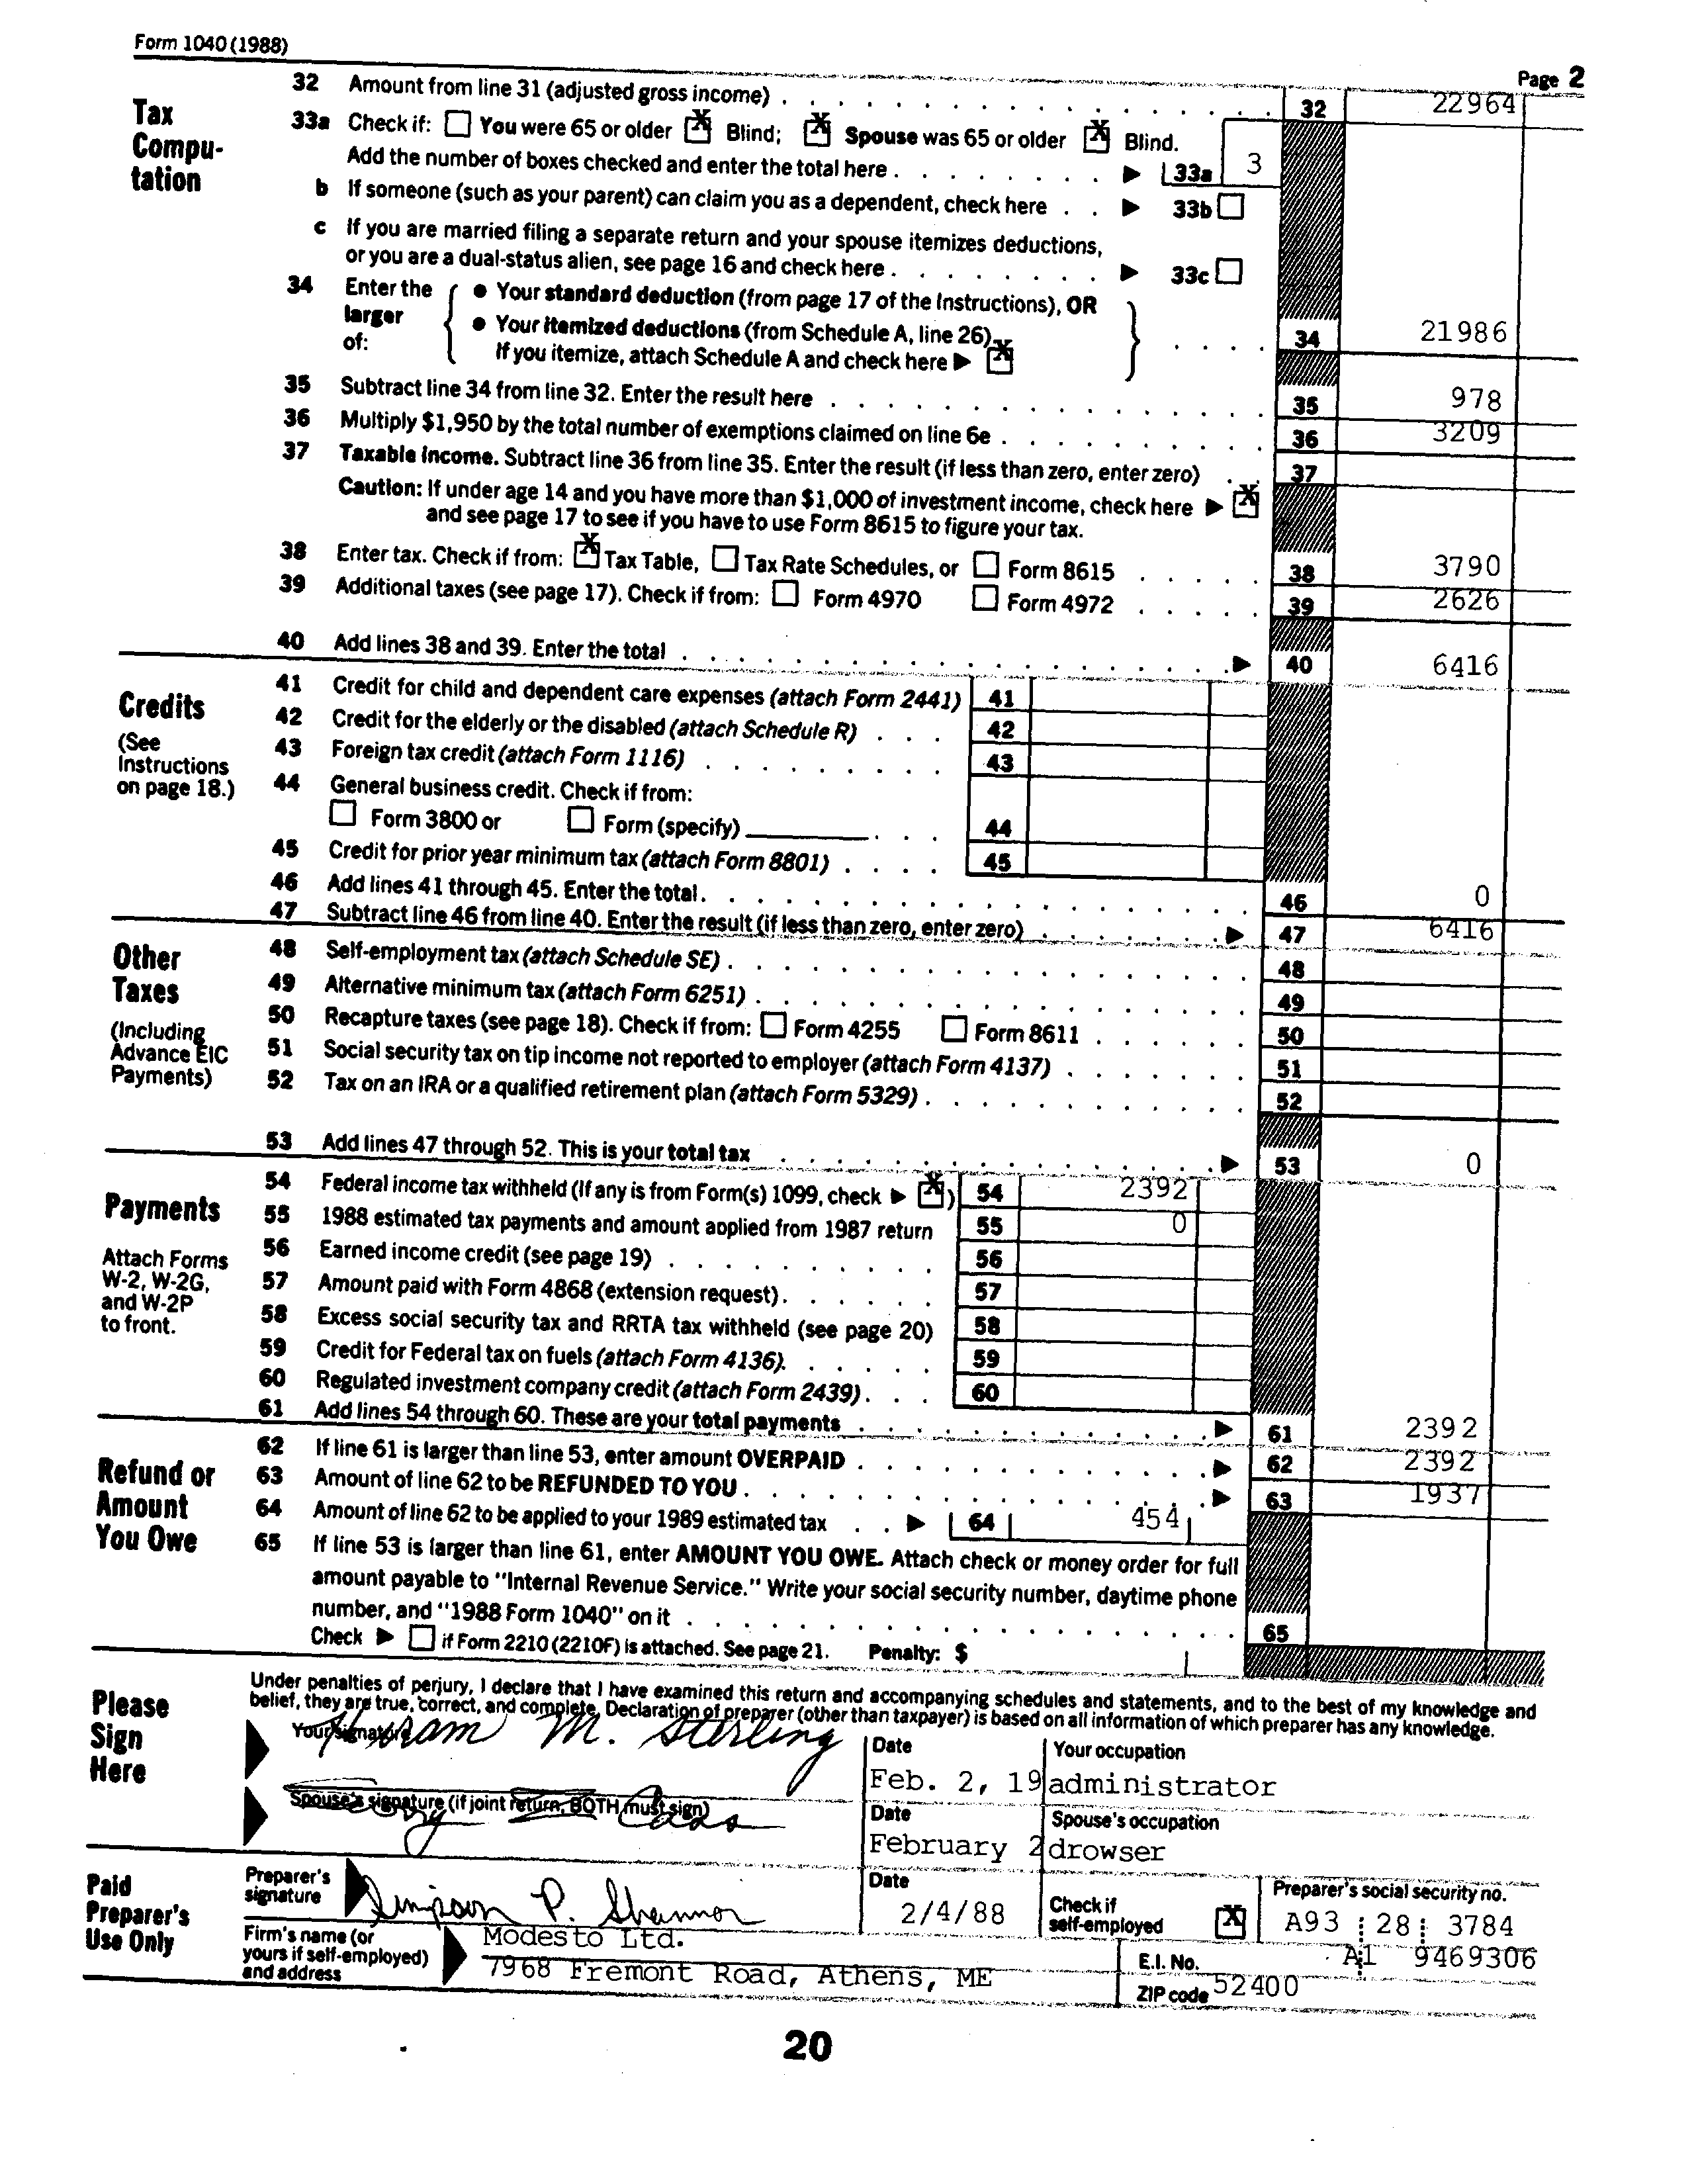 Form 1040 (1988)
Page 2
Tax Compu-tation
32 Amount from line 31 (adjusted gross income) 32 22964
33a Check if: You were 65 or older X Blind; X Spouse was 65 or older X Blind.
Add the number of boxes checked and enter the total here 33a 3
b If someone (such as your parent) can claim you as a dependent, check here 33b
c If you are married filing a separate return and your spouse itemizes deductions,
or you are a dual-status alien, see page 16 and check here 33c
34 Enter the larger of:
• Your standard deduction (from page 17 of the Instructions), OR
• Your itemized deductions (from Schedule A, line 26)
If you itemize, attach Schedule A and check here X 34 21986
35 Subtract line 34 from line 32. Enter the result here 35 978
36 Multiply $1,950 by the total number of exemptions claimed on line 6e 36 3209
37 Taxable income. Subtract line 36 from line 35. Enter the result (if less than zero, enter zero) 37
Caution: If under age 14 and you have more than $1,000 of investment income, check here X
and see page 17 to see if you have to use Form 8615 to figure your tax.
38 Enter tax. Check if from: X Tax Table, Tax Rate Schedules, or Form 8615 38 3790
39 Additional taxes (see page 17). Check if from: Form 4970 Form 4972 39 2626
40 Add lines 38 and 39. Enter the total 40 6416
Credits
(See Instructions on page 18.)
41 Credit for child and dependent care expenses (attach Form 2441) 41
42 Credit for the elderly or the disabled (attach Schedule R) 42
43 Foreign tax credit (attach Form 1116) 43
44 General business credit. Check if from:
Form 3800 or Form (specify) 44
45 Credit for prior year minimum tax (attach Form 8801) 45
46 Add lines 41 through 45. Enter the total 46 0
47 Subtract line 46 from line 40. Enter the result (if less than zero, enter zero) 47 6416
Other Taxes
(Including Advance EIC Payments)
48 Self-employment tax (attach Schedule SE) 48
49 Alternative minimum tax (attach Form 6251) 49
50 Recapture taxes (see page 18). Check if from: Form 4255 Form 8611 50
51 Social security tax on tip income not reported to employer (attach Form 4137) 51
52 Tax on an IRA or a qualified retirement plan (attach Form 5329) 52
53 Add lines 47 through 52. This is your total tax 53 0
Payments
Attach Forms W-2, W-2G, and W-2P to front.
54 Federal income tax withheld (If any is from Form(s) 1099, check X) 54 2392
55 1988 estimated tax payments and amount applied from 1987 return 55 0
56 Earned income credit (see page 19) 56
57 Amount paid with Form 4868 (extension request) 57
58 Excess social security tax and RRTA tax withheld (see page 20) 58
59 Credit for Federal tax on fuels (attach Form 4136) 59
60 Regulated investment company credit (attach Form 2439) 60
61 Add lines 54 through 60. These are your total payments 61 2392
Refund or Amount You Owe
62 If line 61 is larger than line 53, enter amount OVERPAID 62 2392
63 Amount of line 62 to be REFUNDED TO YOU 63 1937
64 Amount of line 62 to be applied to your 1989 estimated tax 64 454
65 If line 53 is larger than line 61, enter AMOUNT YOU OWE. Attach check or money order for full
amount payable to "Internal Revenue Service." Write your social security number, daytime phone
number, and "1988 Form 1040" on it 65
Check if Form 2210 (2210F) is attached. See page 21. Penalty: $
Please Sign Here
Under penalties of perjury, I declare that I have examined this return and accompanying schedules and statements, and to the best of my knowledge and
belief, they are true, correct, and complete. Declaration of preparer (other than taxpayer) is based on all information of which preparer has any knowledge.
Your signature M. Sterling
Date Feb. 2, 19
Your occupation administrator
Spouse's signature (if joint return, BOTH must sign)
Date February 2
Spouse's occupation drowser
Paid Preparer's Use Only
Preparer's signature Simpson P. Shannon
Date 2/4/88
Check if self-employed X
Preparer's social security no. A93 28 3784
Firm's name (or yours if self-employed) and address
Modesto Ltd.
7968 Fremont Road, Athens, ME
E.I. No. A1 9469306
ZIP code 52400
20